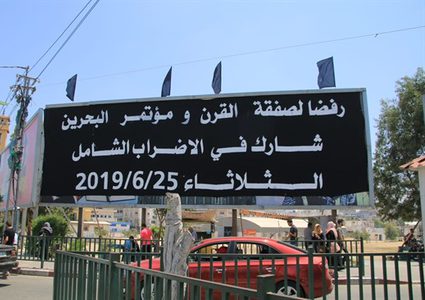 رفضا لصفقة القرن و مؤتمر البحرين
شارك في الاضراب الشامل
الثلاثاء 2019/6/25